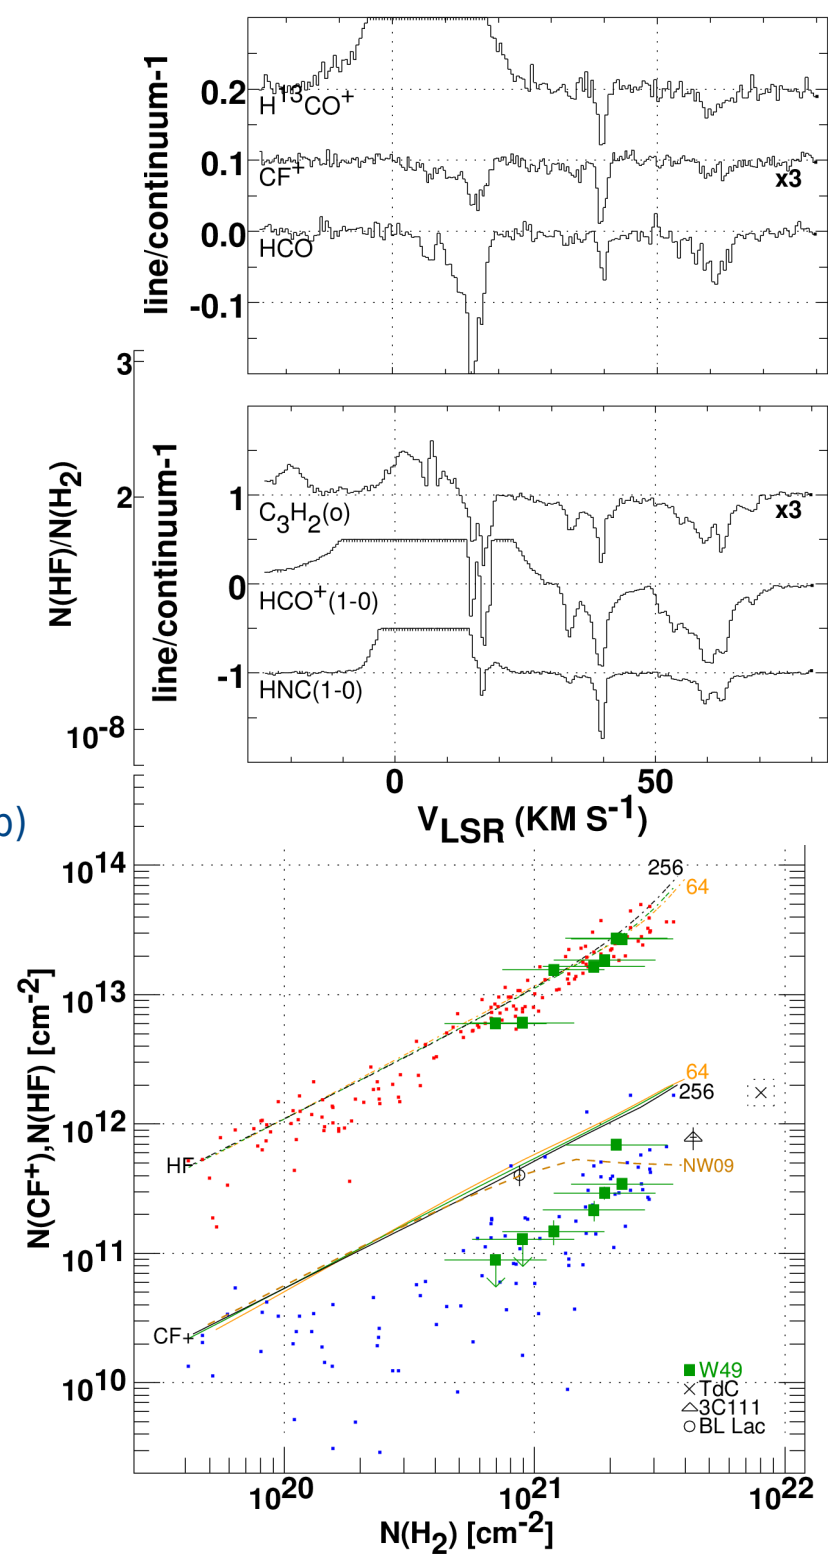 line/continuum-1
0.2
0.1
0.0
-0.1
H¹³CO⁺
CF⁺
x3
HCO
N(HF)/N(H₂)
3
2
10⁻⁸
line/continuum-1
1
0
-1
C₃H₂(o)
x3
HCO⁺(1-0)
HNC(1-0)
0 50
V_LSR (KM S⁻¹)
b)
N(CF⁺),N(HF) [cm⁻²]
10¹⁴
10¹³
10¹²
10¹¹
10¹⁰
256
64
HF
64
256
NW09
CF+
W49
TdC
3C111
BL Lac
10²⁰ 10²¹ 10²²
N(H₂) [cm⁻²]